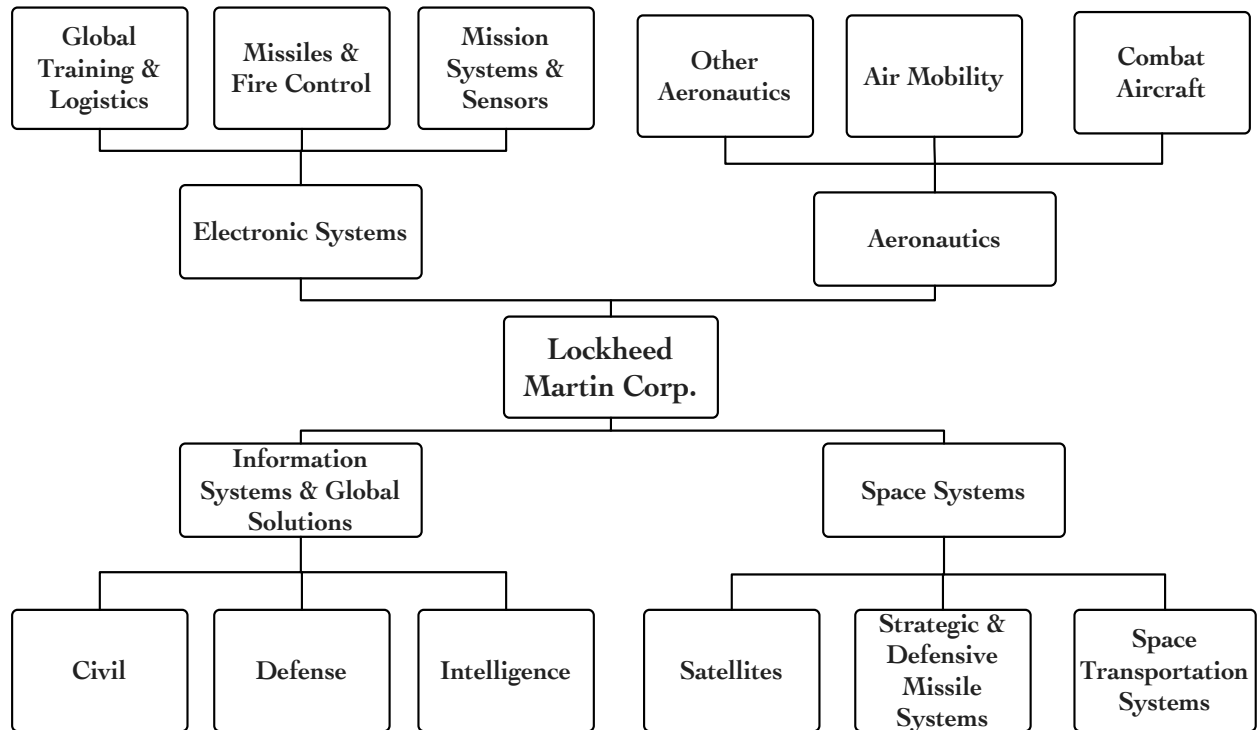 Global
Training &
Logistics
Missiles &
Fire Control
Mission
Systems &
Sensors
Other
Aeronautics
Air Mobility
Combat
Aircraft
Electronic Systems
Aeronautics
Lockheed
Martin Corp.
Information
Systems & Global
Solutions
Space Systems
Civil
Defense
Intelligence
Satellites
Strategic &
Defensive
Missile
Systems
Space
Transportation
Systems